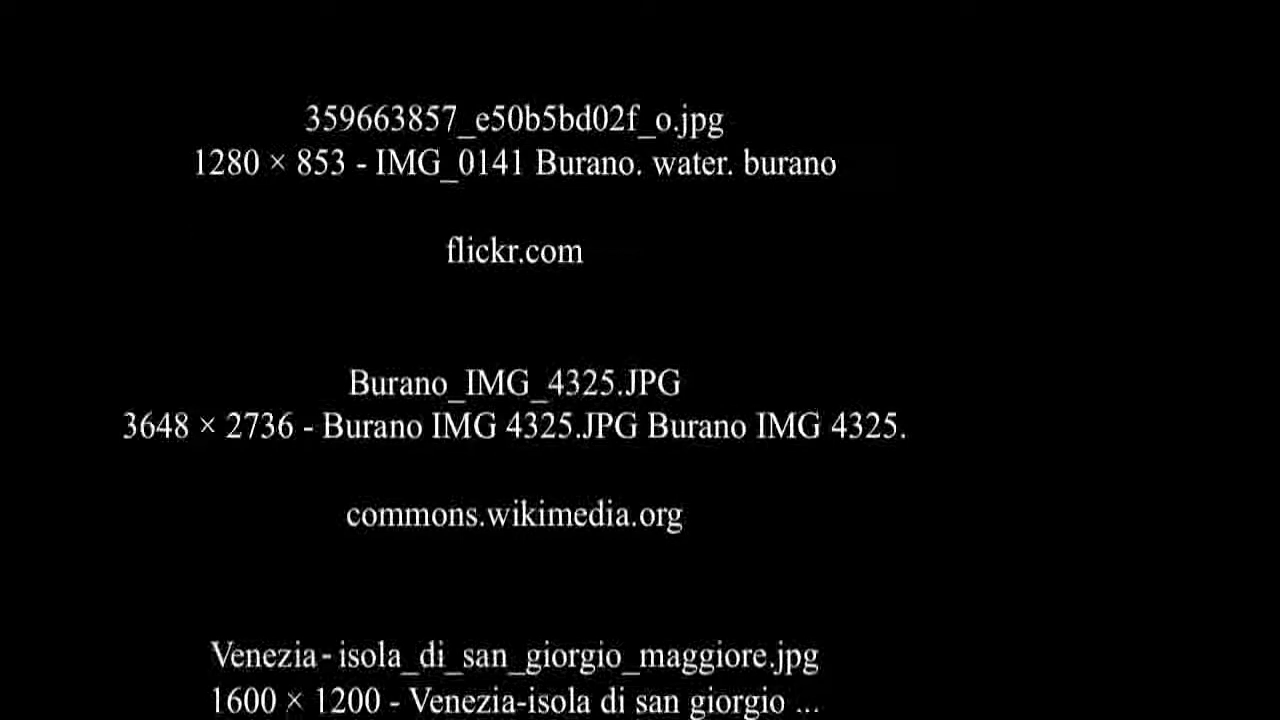 359663857_e50b5bd02f_o.jpg
1280 × 853 - IMG_0141 Burano. water. burano
flickr.com
Burano_IMG_4325.JPG
3648 × 2736 - Burano IMG 4325.JPG Burano IMG 4325.
commons.wikimedia.org
Venezia-isola_di_san_giorgio_maggiore.jpg
1600 × 1200 - Venezia-isola di san giorgio ...